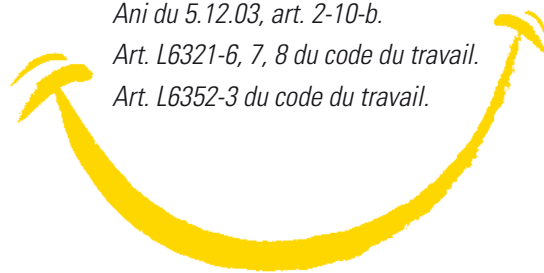 Ani du 5.12.03, art. 2-10-b.
Art. L6321-6, 7, 8 du code du travail.
Art. L6352-3 du code du travail.